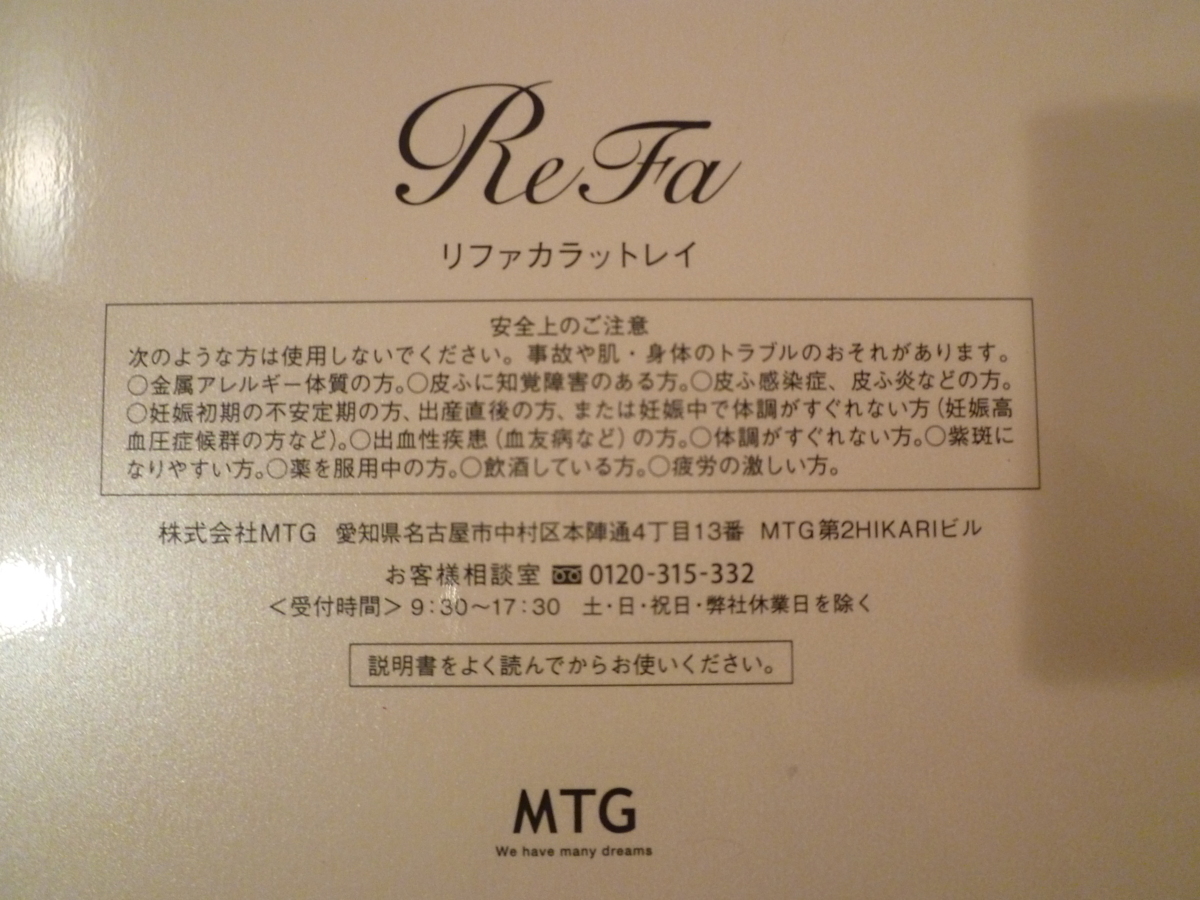 ReFa
リファカラットレイ
安全上のご注意
次のような方は使用しないでください。事故や肌・身体のトラブルのおそれがあります。
○金属アレルギー体質の方。○皮ふに知覚障害のある方。○皮ふ感染症、皮ふ炎などの方。
○妊娠初期の不安定期の方、出産直後の方、または妊娠中で体調がすぐれない方(妊娠高
血圧症候群の方など)。○出血性疾患(血友病など)の方。○体調がすぐれない方。○紫斑に
なりやすい方。○薬を服用中の方。○飲酒している方。○疲労の激しい方。
株式会社MTG 愛知県名古屋市中村区本陣通4丁目13番 MTG第2HIKARIビル
お客様相談室 0120-315-332
<受付時間> 9:30~17:30 土・日・祝日・弊社休業日を除く
説明書をよく読んでからお使いください。
MTG
We have many dreams